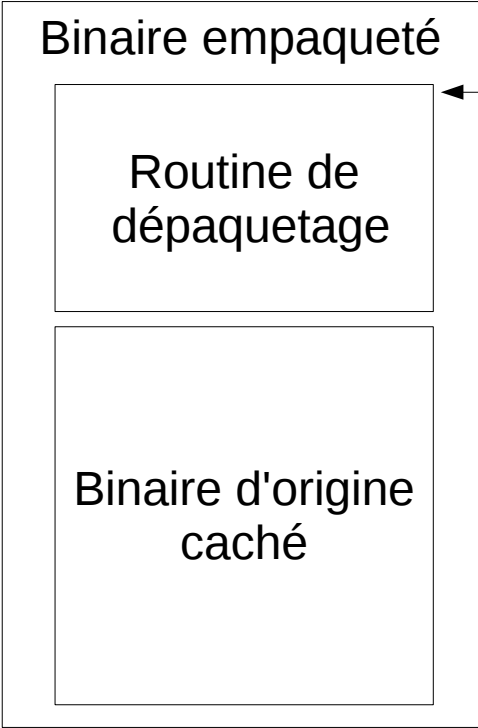 Binaire empaqueté
Routine de
dépaquetage
Binaire d'origine
caché